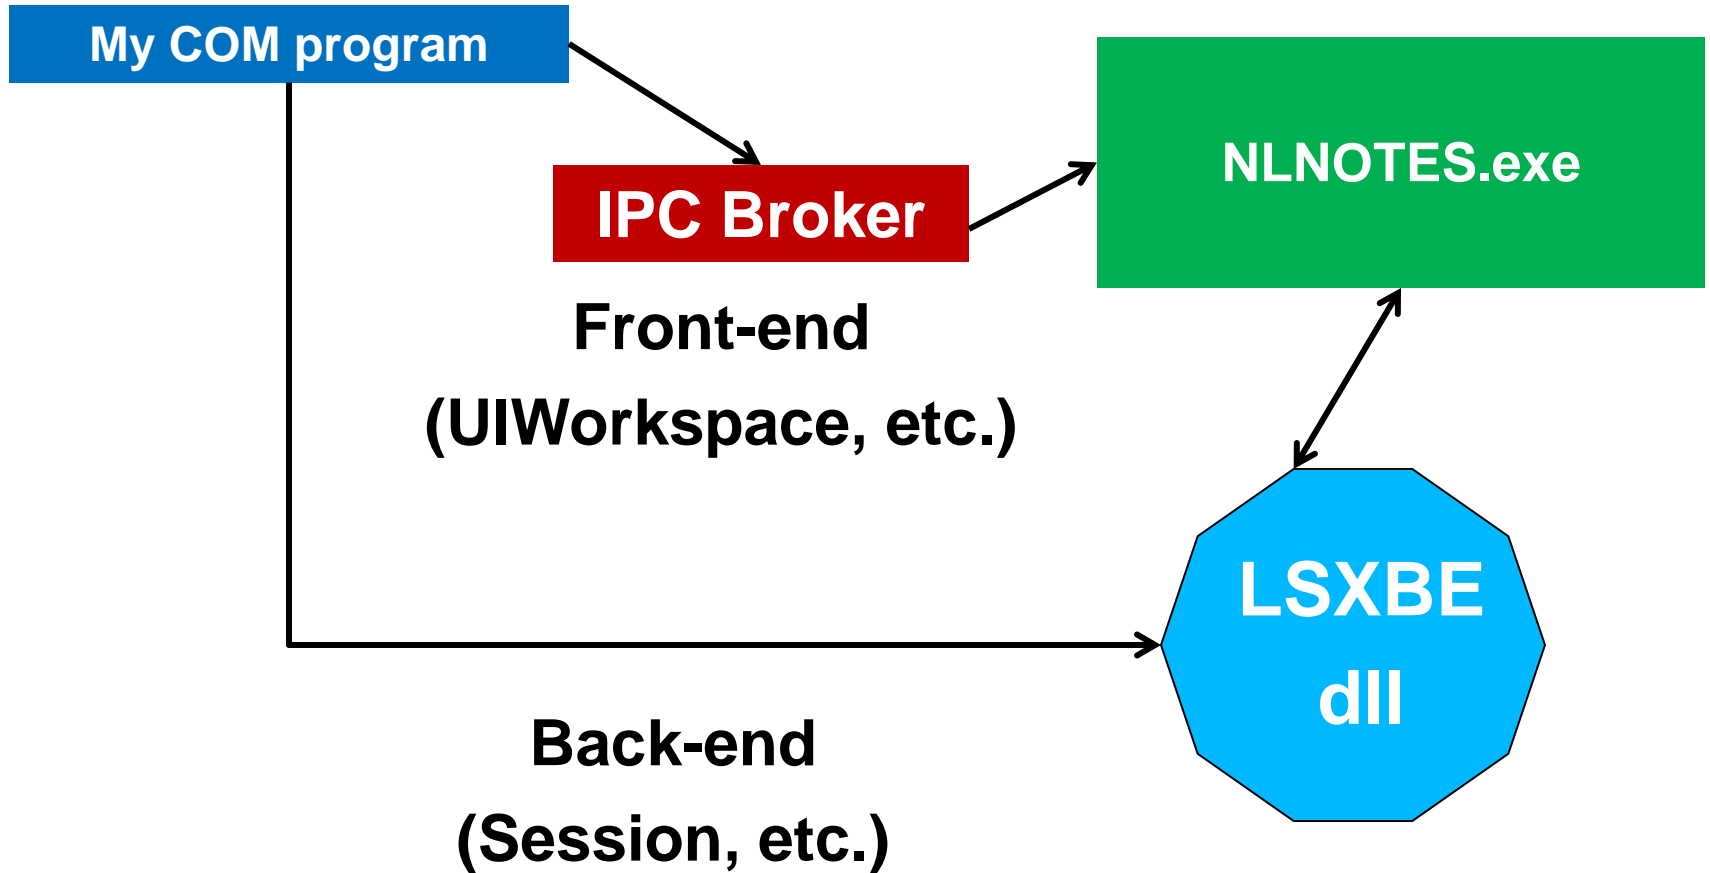 My COM program
NLNOTES.exe
IPC Broker
Front-end
(UIWorkspace, etc.)
LSXBE
dll
Back-end
(Session, etc.)